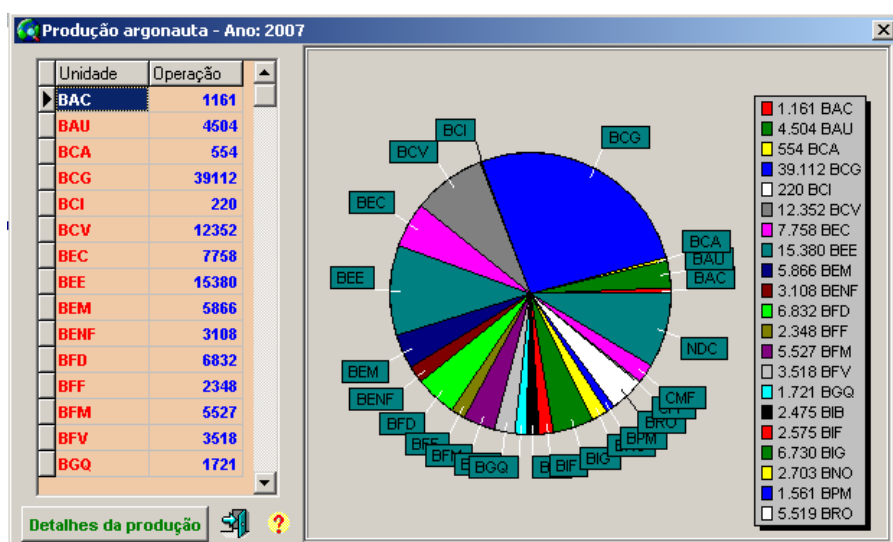 Produção argonauta - Ano: 2007
Unidade Operação
BAC 1161
BAU 4504
BCA 554
BCG 39112
BCI 220
BCV 12352
BEC 7758
BEE 15380
BEM 5866
BENF 3108
BFD 6832
BFF 2348
BFM 5527
BFV 3518
BGQ 1721
Detalhes da produção
?
BCI
BCG
BCV
BEC
BCA
BAU
BAC
BEE
NDC
BEM
CMF
BENF
BRO
BFD
BPM
BFF
BIG
BFM
BGQ
BIF
1.161 BAC
4.504 BAU
554 BCA
39.112 BCG
220 BCI
12.352 BCV
7.758 BEC
15.380 BEE
5.866 BEM
3.108 BENF
6.832 BFD
2.348 BFF
5.527 BFM
3.518 BFV
1.721 BGQ
2.475 BIB
2.575 BIF
6.730 BIG
2.703 BNO
1.561 BPM
5.519 BRO